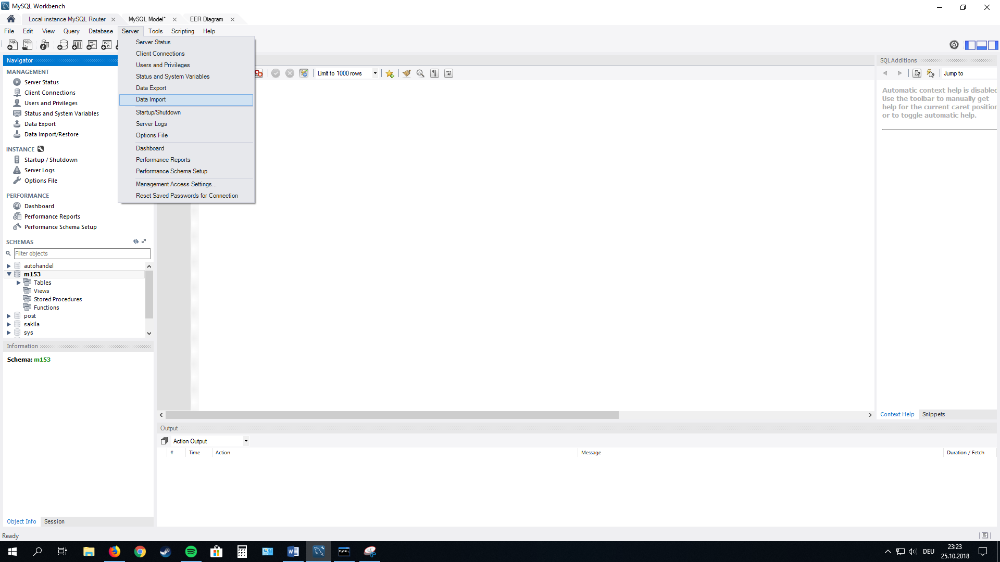 MySQL Workbench
Local instance MySQL Router
MySQL Model*
EER Diagram
File Edit View Query Database Server Tools Scripting Help
Server Status
Client Connections
Users and Privileges
Status and System Variables
Data Export
Data Import
Startup/Shutdown
Server Logs
Options File
Dashboard
Performance Reports
Performance Schema Setup
Management Access Settings...
Reset Saved Passwords for Connection
Navigator
MANAGEMENT
Server Status
Client Connections
Users and Privileges
Status and System Variables
Data Export
Data Import/Restore
INSTANCE
Startup / Shutdown
Server Logs
Options File
PERFORMANCE
Dashboard
Performance Reports
Performance Schema Setup
SCHEMAS
Filter objects
autohandel
m153
Tables
Views
Stored Procedures
Functions
post
sakila
sys
Information
Schema: m153
Object Info Session
Limit to 1000 rows
SQLAdditions
Jump to
Automatic context help is disabled
Use the toolbar to manually get
help for the current caret position
or to toggle automatic help.
Context Help Snippets
Output
Action Output
# Time Action Message Duration / Fetch
Ready
DEU
23:23
25.10.2018